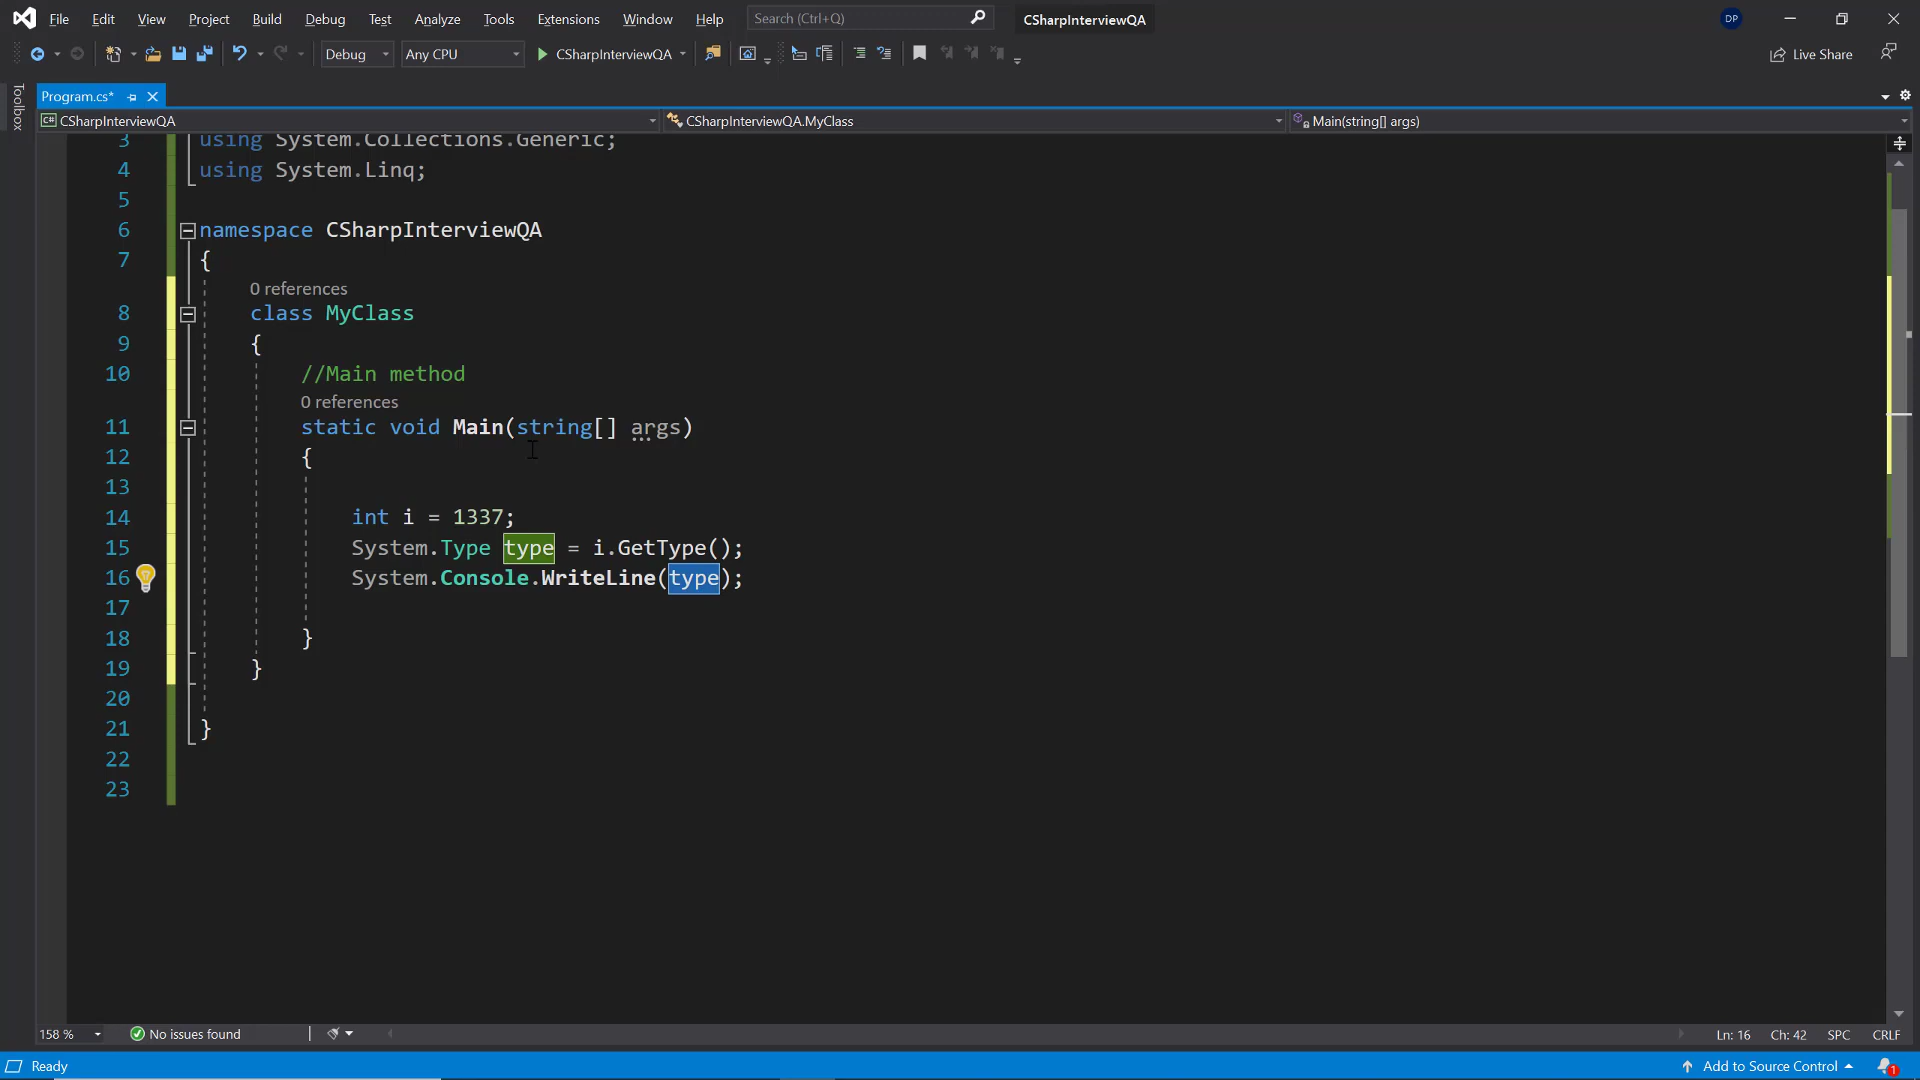 File Edit View Project Build Debug Test Analyze Tools Extensions Window Help Search (Ctrl+Q) CSharpInterviewQA DP
Debug Any CPU CSharpInterviewQA Live Share
Toolbox
Program.cs*
C# CSharpInterviewQA CSharpInterviewQA.MyClass Main(string[] args)
3 using System.Collections.Generic;
4 using System.Linq;
5
6 namespace CSharpInterviewQA
7 {
0 references
8 class MyClass
9 {
10 //Main method
0 references
11 static void Main(string[] args)
12 {
13
14 int i = 1337;
15 System.Type type = i.GetType();
16 System.Console.WriteLine(type);
17
18 }
19 }
20
21 }
22
23
158 % No issues found Ln: 16 Ch: 42 SPC CRLF
Ready Add to Source Control 1